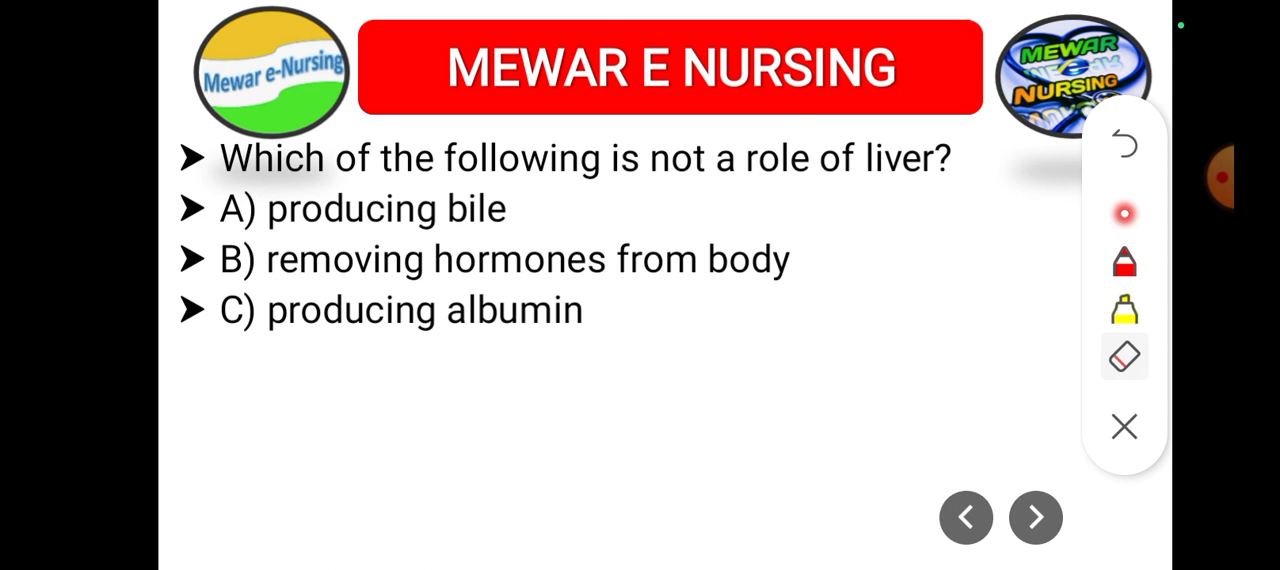 Mewar e-Nursing
MEWAR E NURSING
MEWAR
NURSING
➤ Which of the following is not a role of liver?
➤ A) producing bile
➤ B) removing hormones from body
➤ C) producing albumin